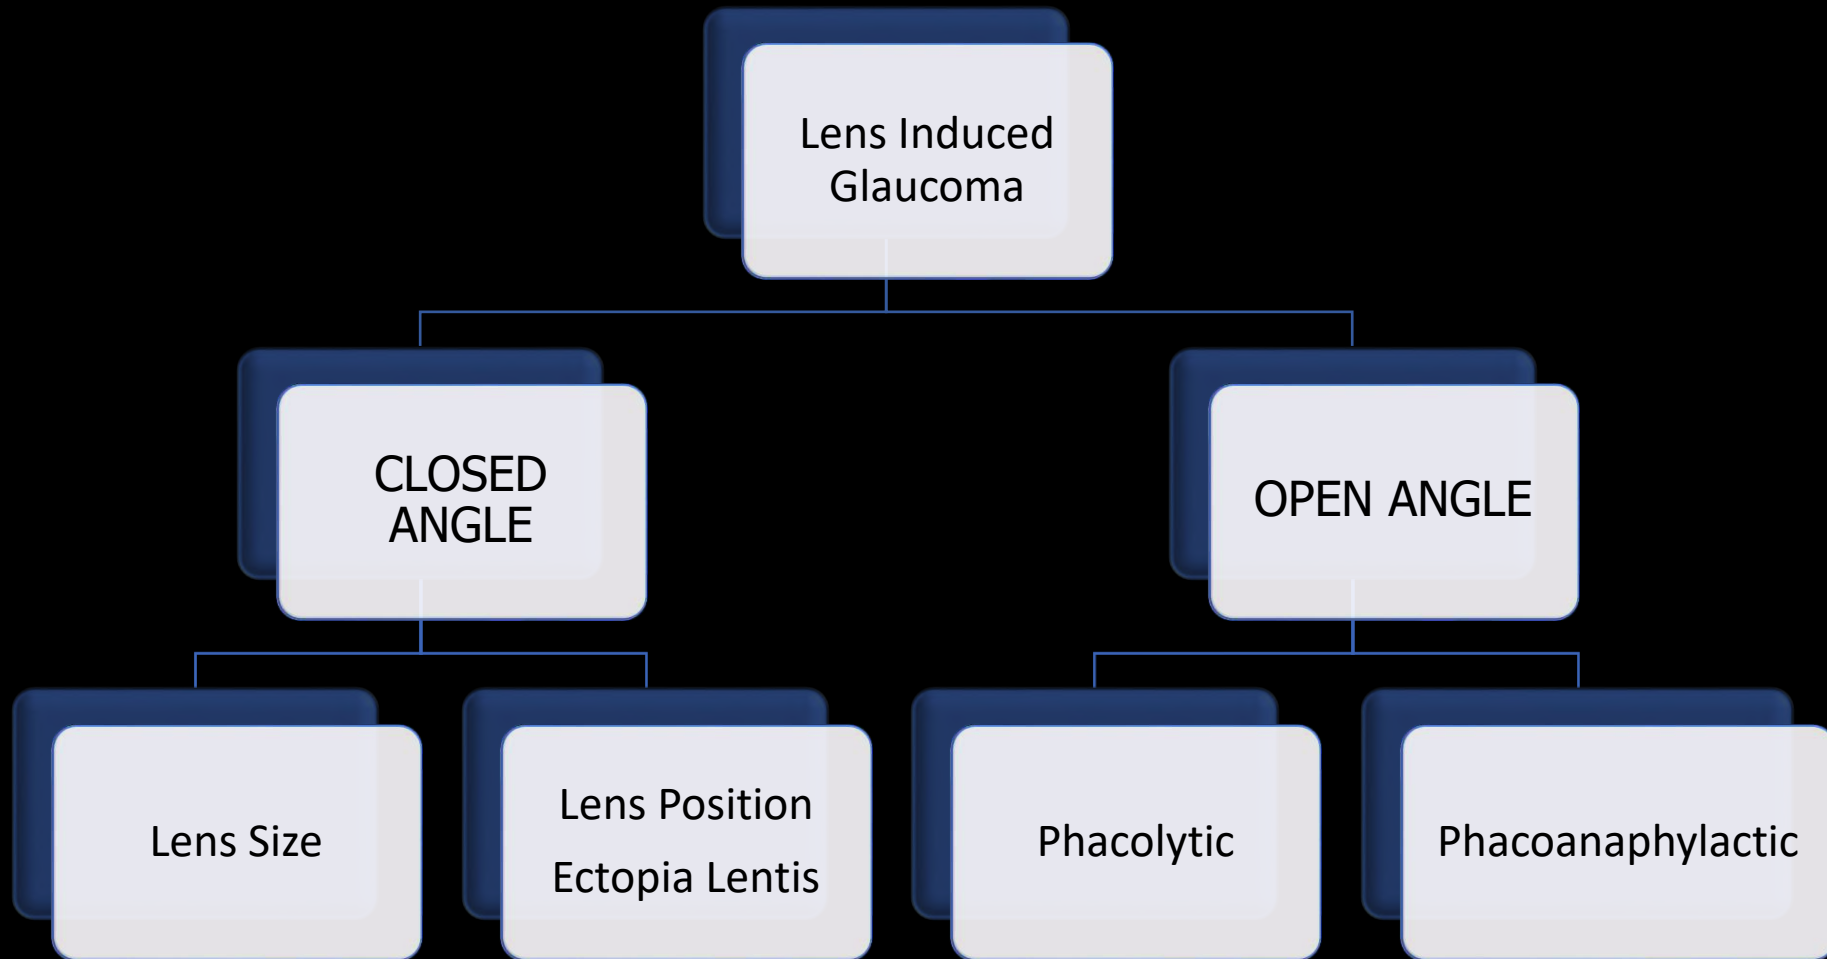 Lens Induced
Glaucoma
CLOSED
ANGLE
OPEN ANGLE
Lens Size
Lens Position
Ectopia Lentis
Phacolytic
Phacoanaphylactic